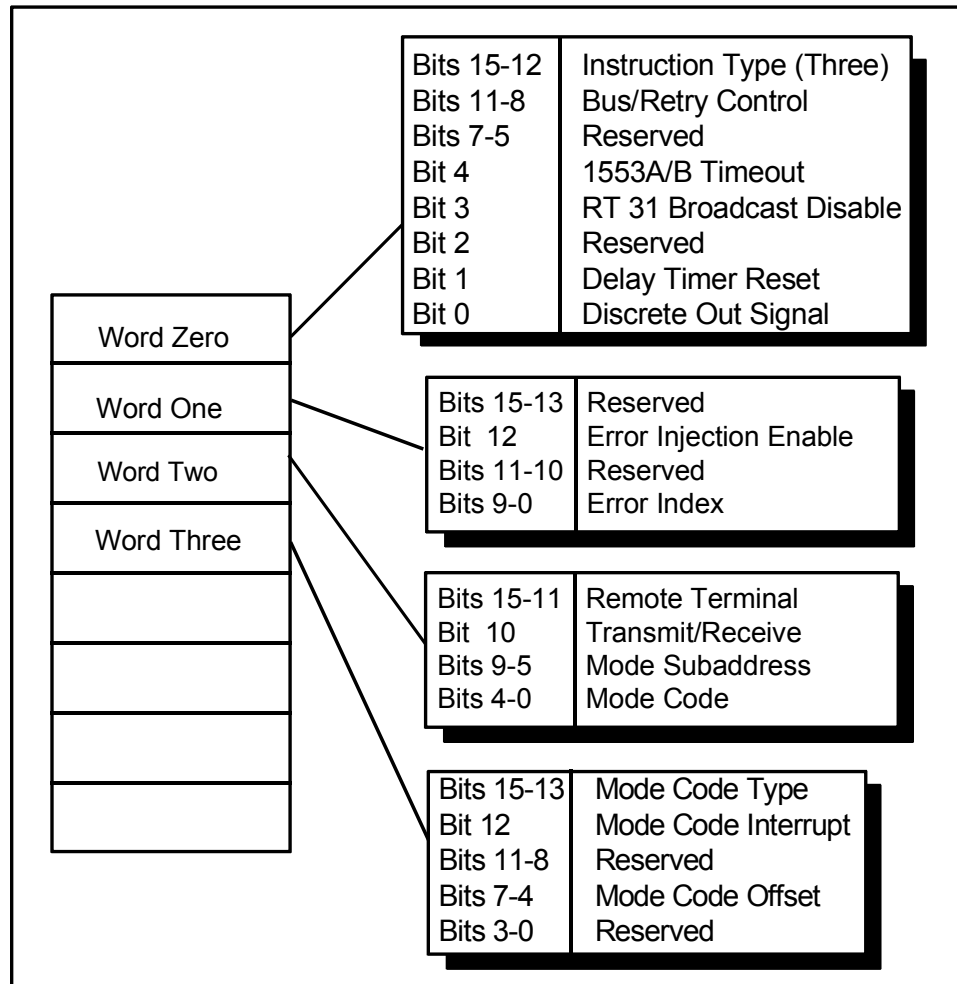 Bits 15-12 Instruction Type (Three)
Bits 11-8 Bus/Retry Control
Bits 7-5 Reserved
Bit 4 1553A/B Timeout
Bit 3 RT 31 Broadcast Disable
Bit 2 Reserved
Bit 1 Delay Timer Reset
Bit 0 Discrete Out Signal
Word Zero
Word One
Word Two
Word Three
Bits 15-13 Reserved
Bit 12 Error Injection Enable
Bits 11-10 Reserved
Bits 9-0 Error Index
Bits 15-11 Remote Terminal
Bit 10 Transmit/Receive
Bits 9-5 Mode Subaddress
Bits 4-0 Mode Code
Bits 15-13 Mode Code Type
Bit 12 Mode Code Interrupt
Bits 11-8 Reserved
Bits 7-4 Mode Code Offset
Bits 3-0 Reserved